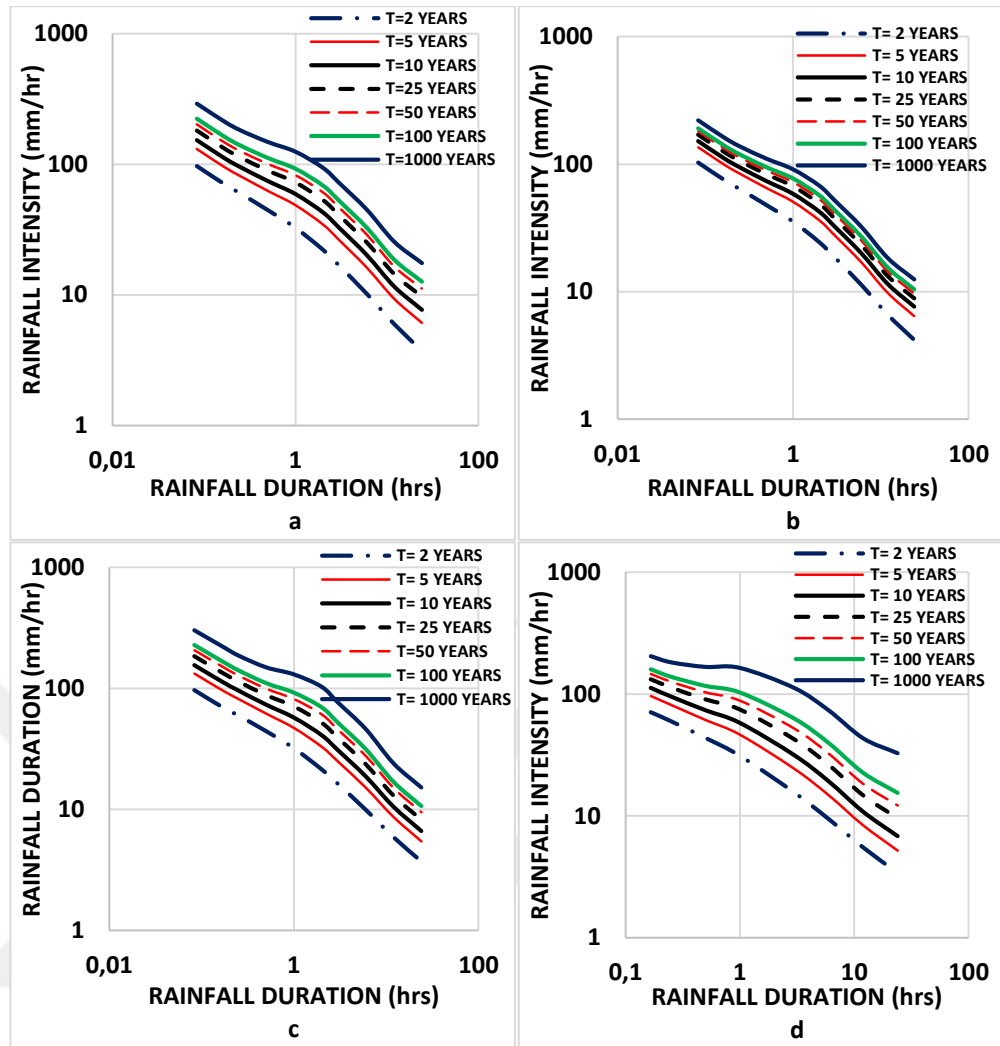 T=2 YEARS
T=5 YEARS
T=10 YEARS
T=25 YEARS
T=50 YEARS
T=100 YEARS
T=1000 YEARS
1000
100
10
1
0,01
1
100
RAINFALL INTENSITY (mm/hr)
RAINFALL DURATION (hrs)
a
T= 2 YEARS
T= 5 YEARS
T= 10 YEARS
T= 25 YEARS
T= 50 YEARS
T= 100 YEARS
T= 1000 YEARS
1000
100
10
1
0,01
1
100
RAINFALL INTENSITY (mm/hr)
RAINFALL DURATION (hrs)
b
T= 2 YEARS
T= 5 YEARS
T= 10 YEARS
T= 25 YEARS
T=50 YEARS
T= 100 YEARS
T= 1000 YEARS
1000
100
10
1
0,01
1
100
RAINFALL DURATION (mm/hr)
RAINFALL DURATION (hrs)
c
T= 2 YEARS
T= 5 YEARS
T= 10 YEARS
T= 25 YEARS
T= 50 YEARS
T= 100 YEARS
T= 1000 YEARS
1000
100
10
1
0,1
1
10
100
RAINFALL INTENSITY (mm/hr)
RAINFALL DURATION (hrs)
d